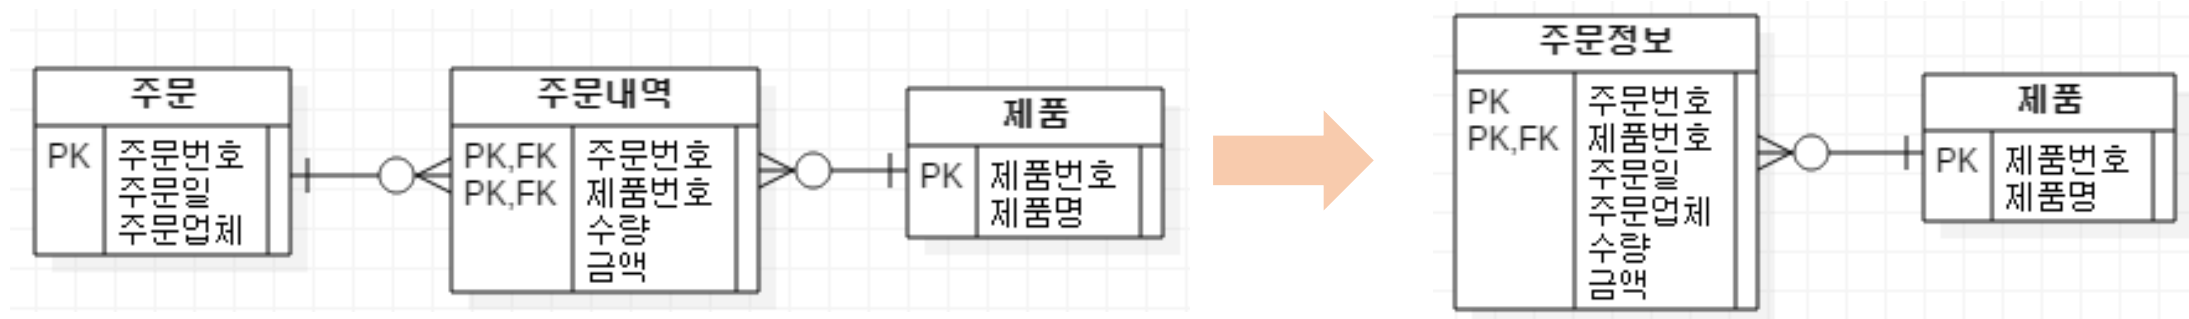 주문
PK 주문번호
주문일
주문업체
주문내역
PK,FK 주문번호
PK,FK 제품번호
수량
금액
제품
PK 제품번호
제품명
주문정보
PK 주문번호
PK,FK 제품번호
주문일
주문업체
수량
금액
제품
PK 제품번호
제품명